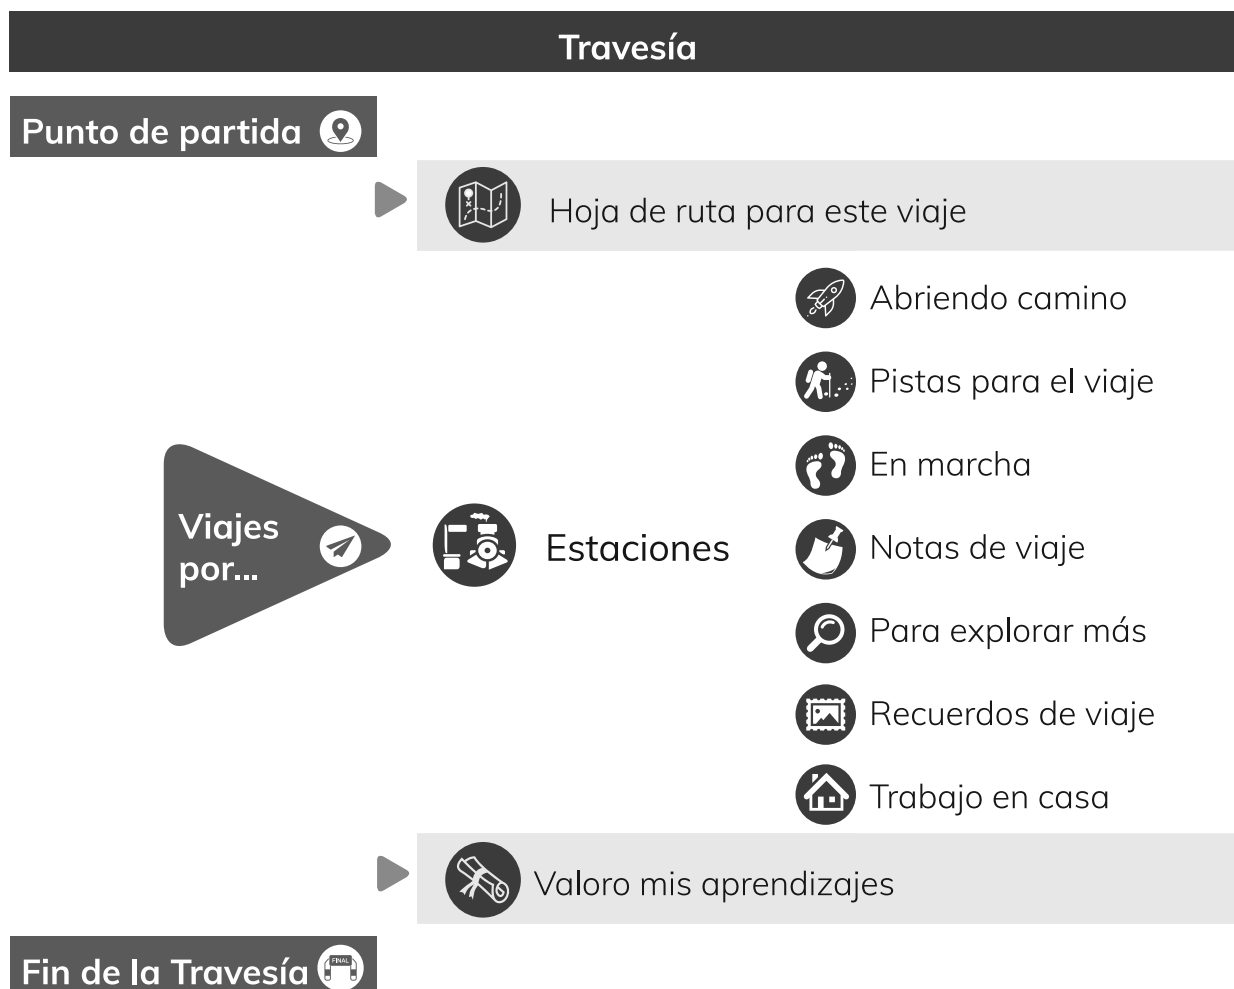 Travesía
Punto de partida
Hoja de ruta para este viaje
Abriendo camino
Pistas para el viaje
En marcha
Viajes
por...
Estaciones
Notas de viaje
Para explorar más
Recuerdos de viaje
Trabajo en casa
Valoro mis aprendizajes
Fin de la Travesía
FINAL